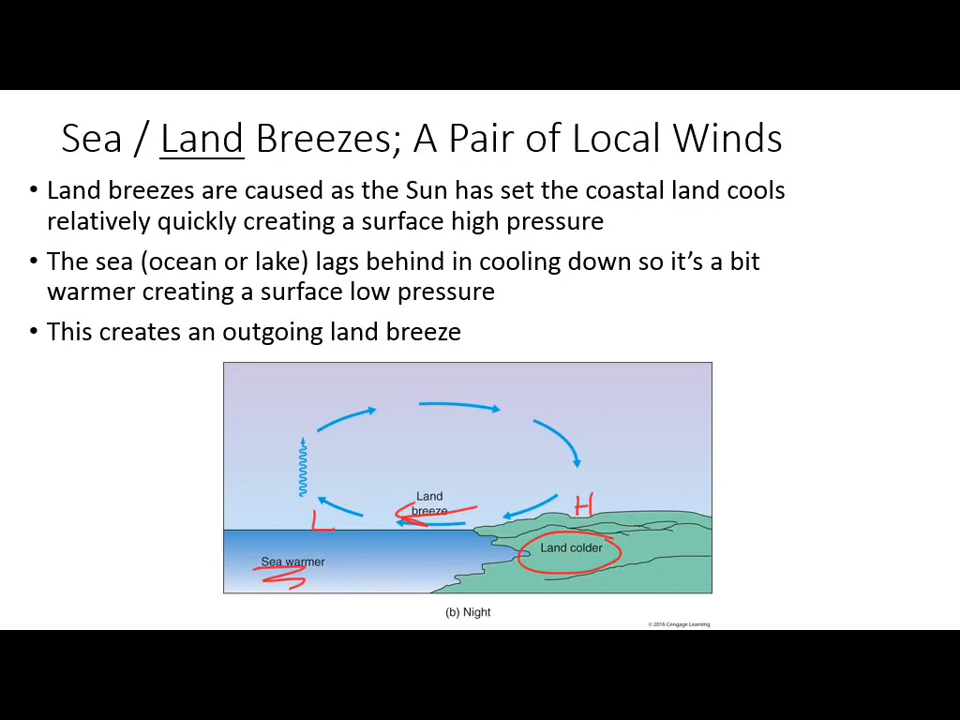 Sea / Land Breezes; A Pair of Local Winds
• Land breezes are caused as the Sun has set the coastal land cools
relatively quickly creating a surface high pressure
• The sea (ocean or lake) lags behind in cooling down so it's a bit
warmer creating a surface low pressure
• This creates an outgoing land breeze
Land
breeze
H
L
Land colder
Sea warmer
(b) Night
© 2016 Cengage Learning